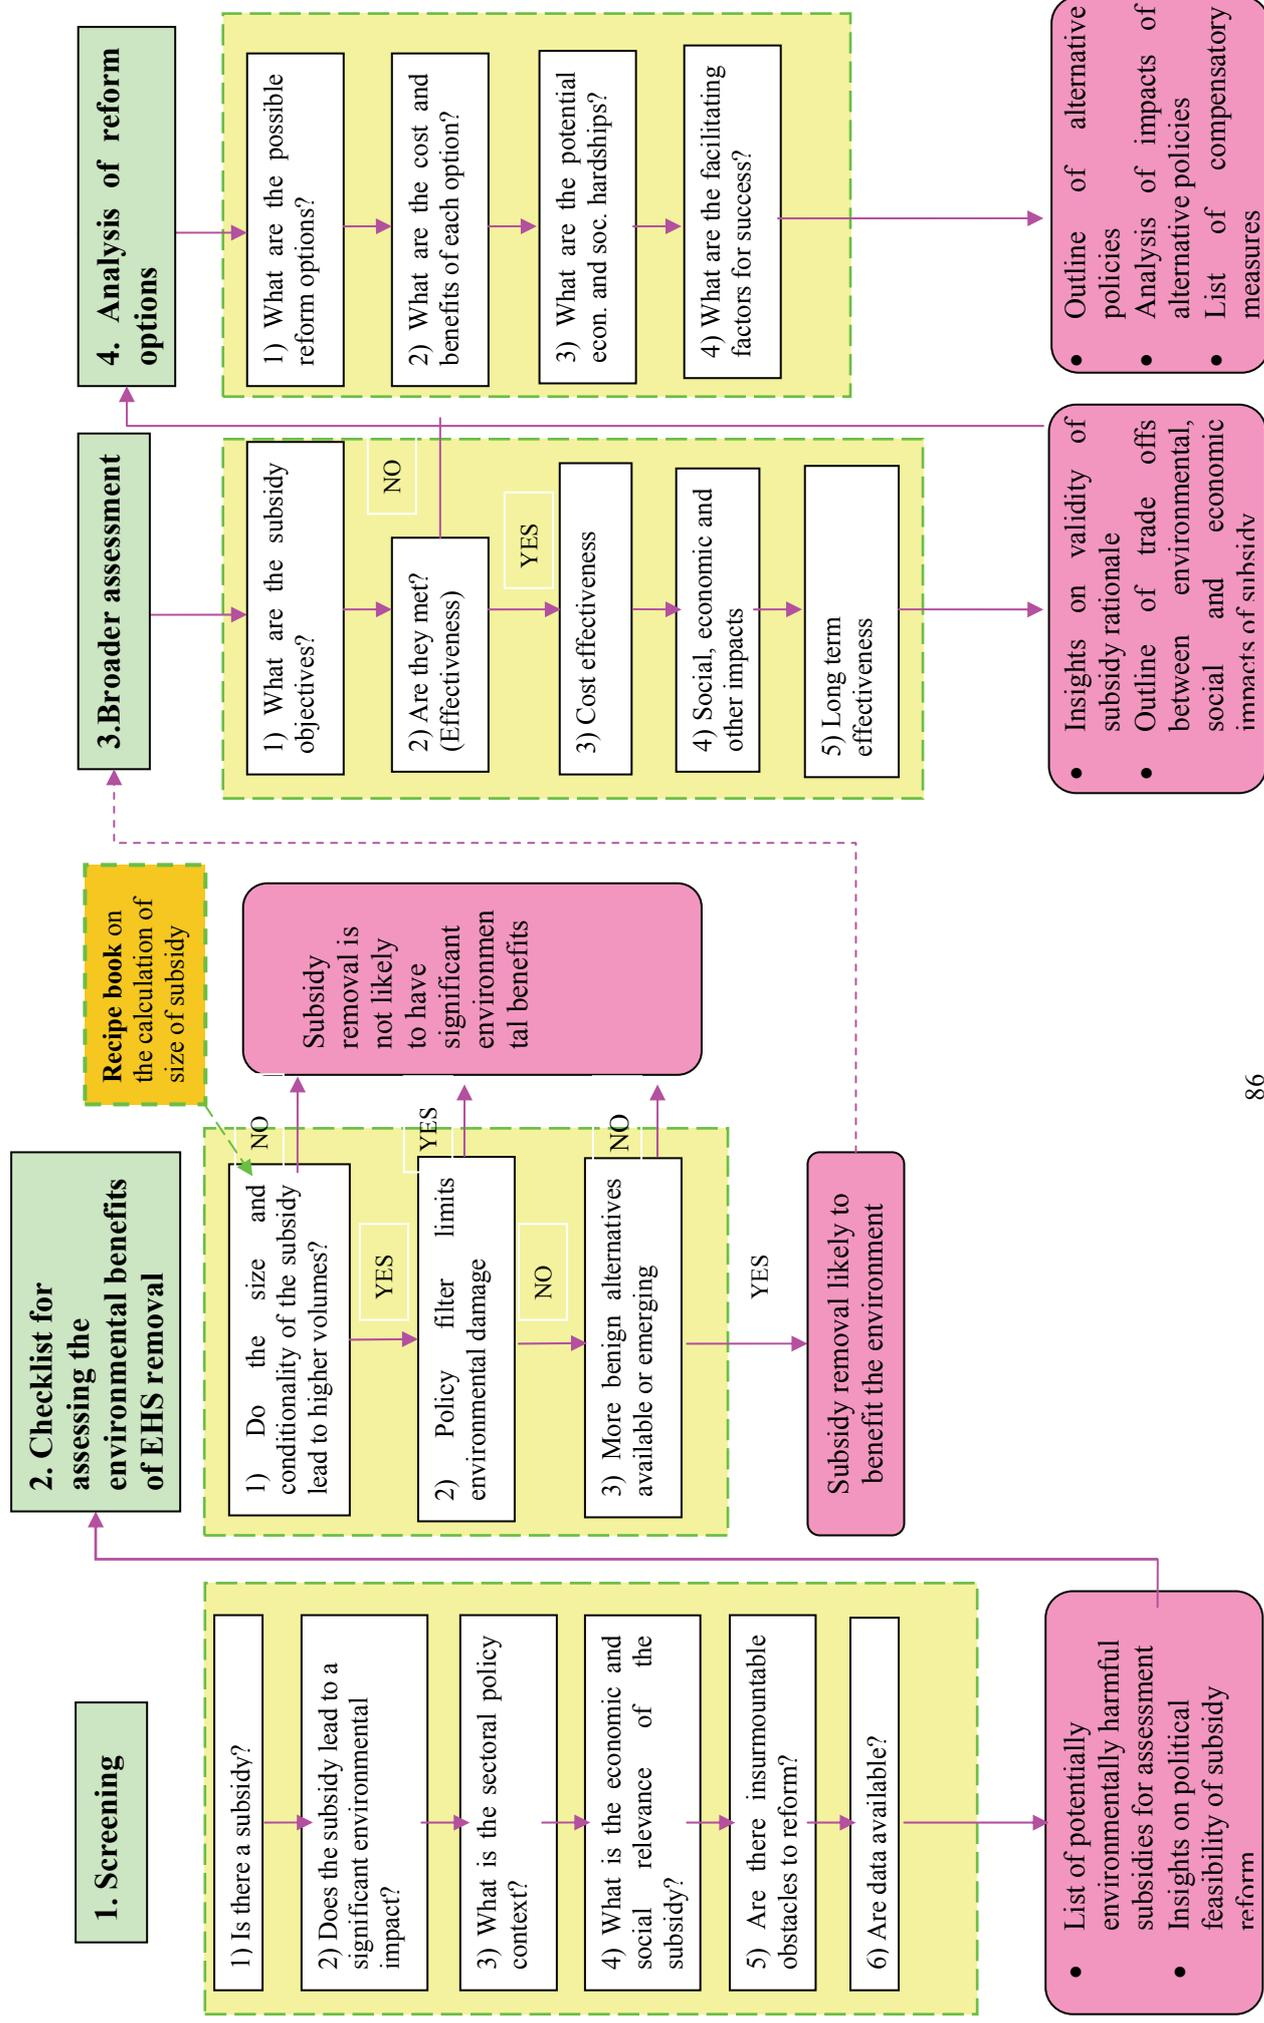 1. Screening
1) Is there a subsidy?
2) Does the subsidy lead to a
significant environmental
impact?
3) What is the sectoral policy
context?
4) What is the economic and
social relevance of the
subsidy?
5) Are there insurmountable
obstacles to reform?
6) Are data available?
• List of potentially
environmentally harmful
subsidies for assessment
• Insights on political
feasibility of subsidy
reform
2. Checklist for
assessing the
environmental benefits
of EHS removal
Recipe book on
the calculation of
size of subsidy
1) Do the size and
conditionality of the subsidy
lead to higher volumes?
NO
YES
2) Policy filter limits
environmental damage
YES
NO
3) More benign alternatives
available or emerging
NO
YES
Subsidy
removal is
not likely
to have
significant
environmen
tal benefits
Subsidy removal likely to
benefit the environment
3.Broader assessment
1) What are the subsidy
objectives?
2) Are they met?
(Effectiveness)
NO
YES
3) Cost effectiveness
4) Social, economic and
other impacts
5) Long term
effectiveness
• Insights on validity of
subsidy rationale
• Outline of trade offs
between environmental,
social and economic
impacts of subsidy
4. Analysis of reform
options
1) What are the possible
reform options?
2) What are the cost and
benefits of each option?
3) What are the potential
econ. and soc. hardships?
4) What are the facilitating
factors for success?
• Outline of alternative
policies
• Analysis of impacts of
alternative policies
• List of compensatory
measures
86